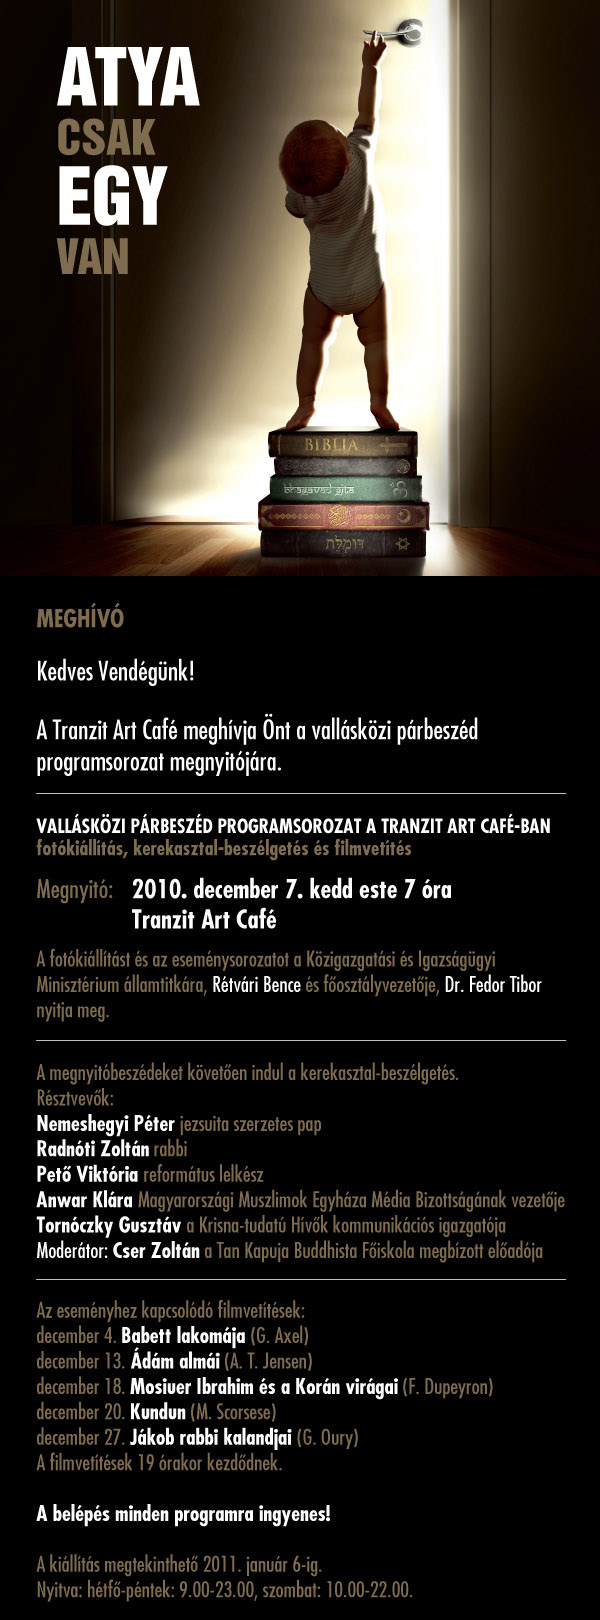 ATYA
CSAK
EGY
VAN
BIBLIA
bhagavad gita
MEGHÍVÓ
Kedves Vendégünk!
A Tranzit Art Café meghívja Önt a vallásközi párbeszéd
programsorozat megnyitójára.
VALLÁSKÖZI PÁRBESZÉD PROGRAMSOROZAT A TRANZIT ART CAFÉ-BAN
fotókiállítás, kerekasztal-beszélgetés és filmvetítés
Megnyitó: 2010. december 7. kedd este 7 óra
Tranzit Art Café
A fotókiállítást és az eseménysorozatot a Közigazgatási és Igazságügyi
Minisztérium államtitkára, Rétvári Bence és főosztályvezetője, Dr. Fedor Tibor
nyitja meg.
A megnyitóbeszédeket követően indul a kerekasztal-beszélgetés.
Résztvevők:
Nemeshegyi Péter jezsuita szerzetes pap
Radnóti Zoltán rabbi
Pető Viktória református lelkész
Anwar Klára Magyarországi Muszlimok Egyháza Média Bizottságának vezetője
Tornóczky Gusztáv a Krisna-tudatú Hívők kommunikációs igazgatója
Moderátor: Cser Zoltán a Tan Kapuja Buddhista Főiskola megbízott előadója
Az eseményhez kapcsolódó filmvetítések:
december 4. Babett lakomája (G. Axel)
december 13. Ádám almái (A. T. Jensen)
december 18. Mosiuer Ibrahim és a Korán virágai (F. Dupeyron)
december 20. Kundun (M. Scorsese)
december 27. Jákob rabbi kalandjai (G. Oury)
A filmvetítések 19 órakor kezdődnek.
A belépés minden programra ingyenes!
A kiállítás megtekinthető 2011. január 6-ig.
Nyitva: hétfő-péntek: 9.00-23.00, szombat: 10.00-22.00.